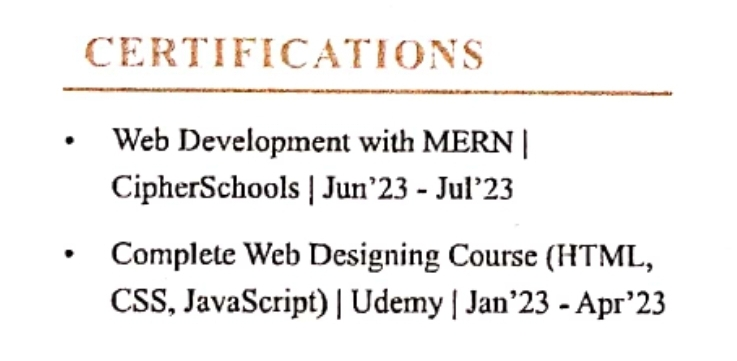 CERTIFICATIONS
• Web Development with MERN |
CipherSchools | Jun’23 - Jul’23
• Complete Web Designing Course (HTML,
CSS, JavaScript) | Udemy | Jan’23 - Apr’23